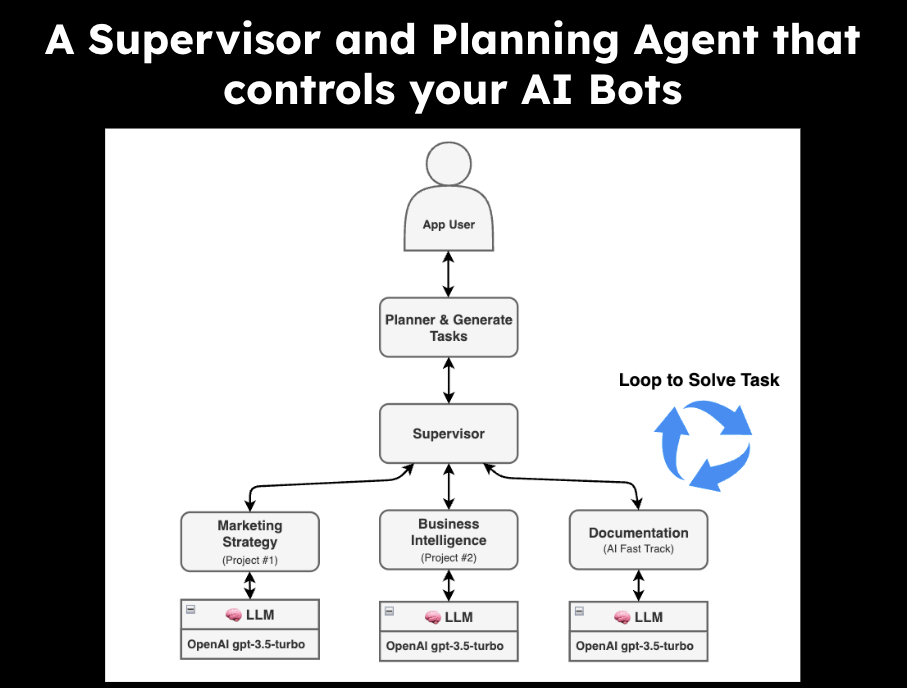 A Supervisor and Planning Agent that
controls your AI Bots
App User
Planner & Generate
Tasks
Loop to Solve Task
Supervisor
Marketing
Strategy
(Project #1)
Business
Intelligence
(Project #2)
Documentation
(AI Fast Track)
LLM
OpenAI gpt-3.5-turbo
LLM
OpenAI gpt-3.5-turbo
LLM
OpenAI gpt-3.5-turbo